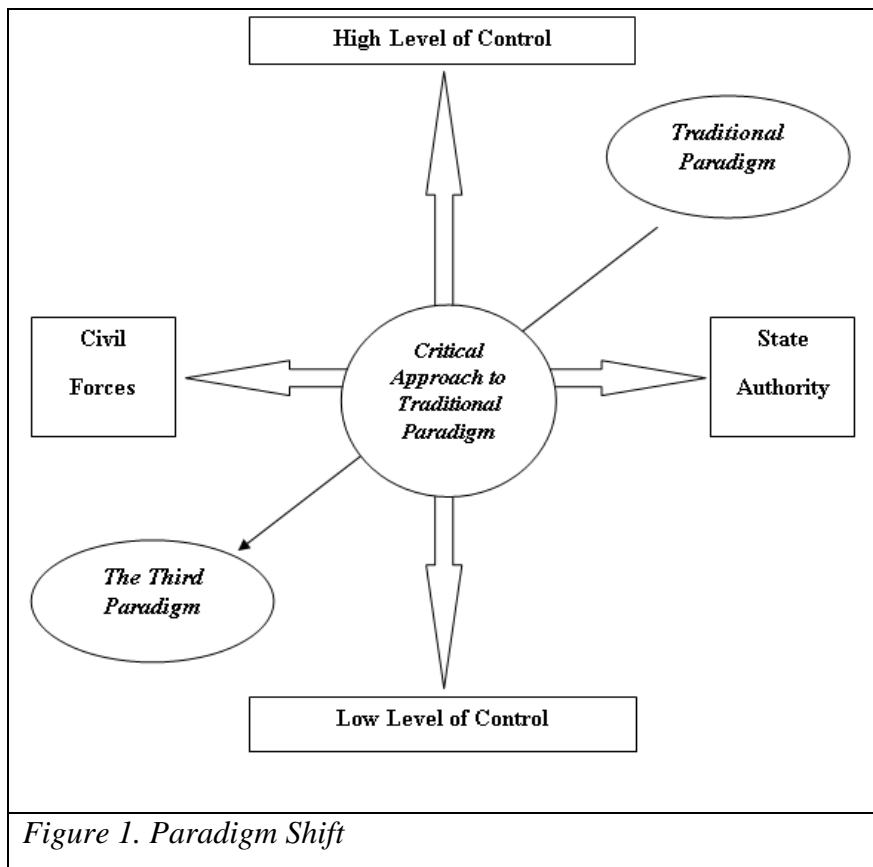 High Level of Control
Traditional
Paradigm
Civil
Forces
Critical
Approach to
Traditional
Paradigm
State
Authority
The Third
Paradigm
Low Level of Control
Figure 1. Paradigm Shift